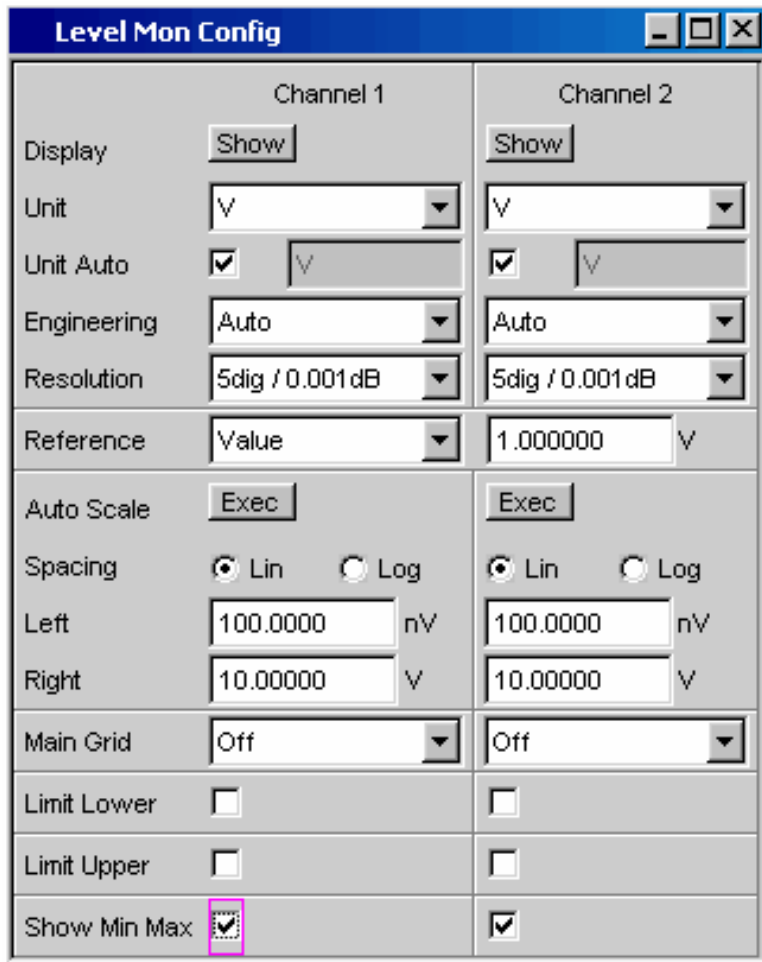 Level Mon Config
Channel 1 Channel 2
Display Show Show
Unit V V
Unit Auto V V
Engineering Auto Auto
Resolution 5dig / 0.001dB 5dig / 0.001dB
Reference Value 1.000000 V
Auto Scale Exec Exec
Spacing Lin Log Lin Log
Left 100.0000 nV 100.0000 nV
Right 10.00000 V 10.00000 V
Main Grid Off Off
Limit Lower
Limit Upper
Show Min Max